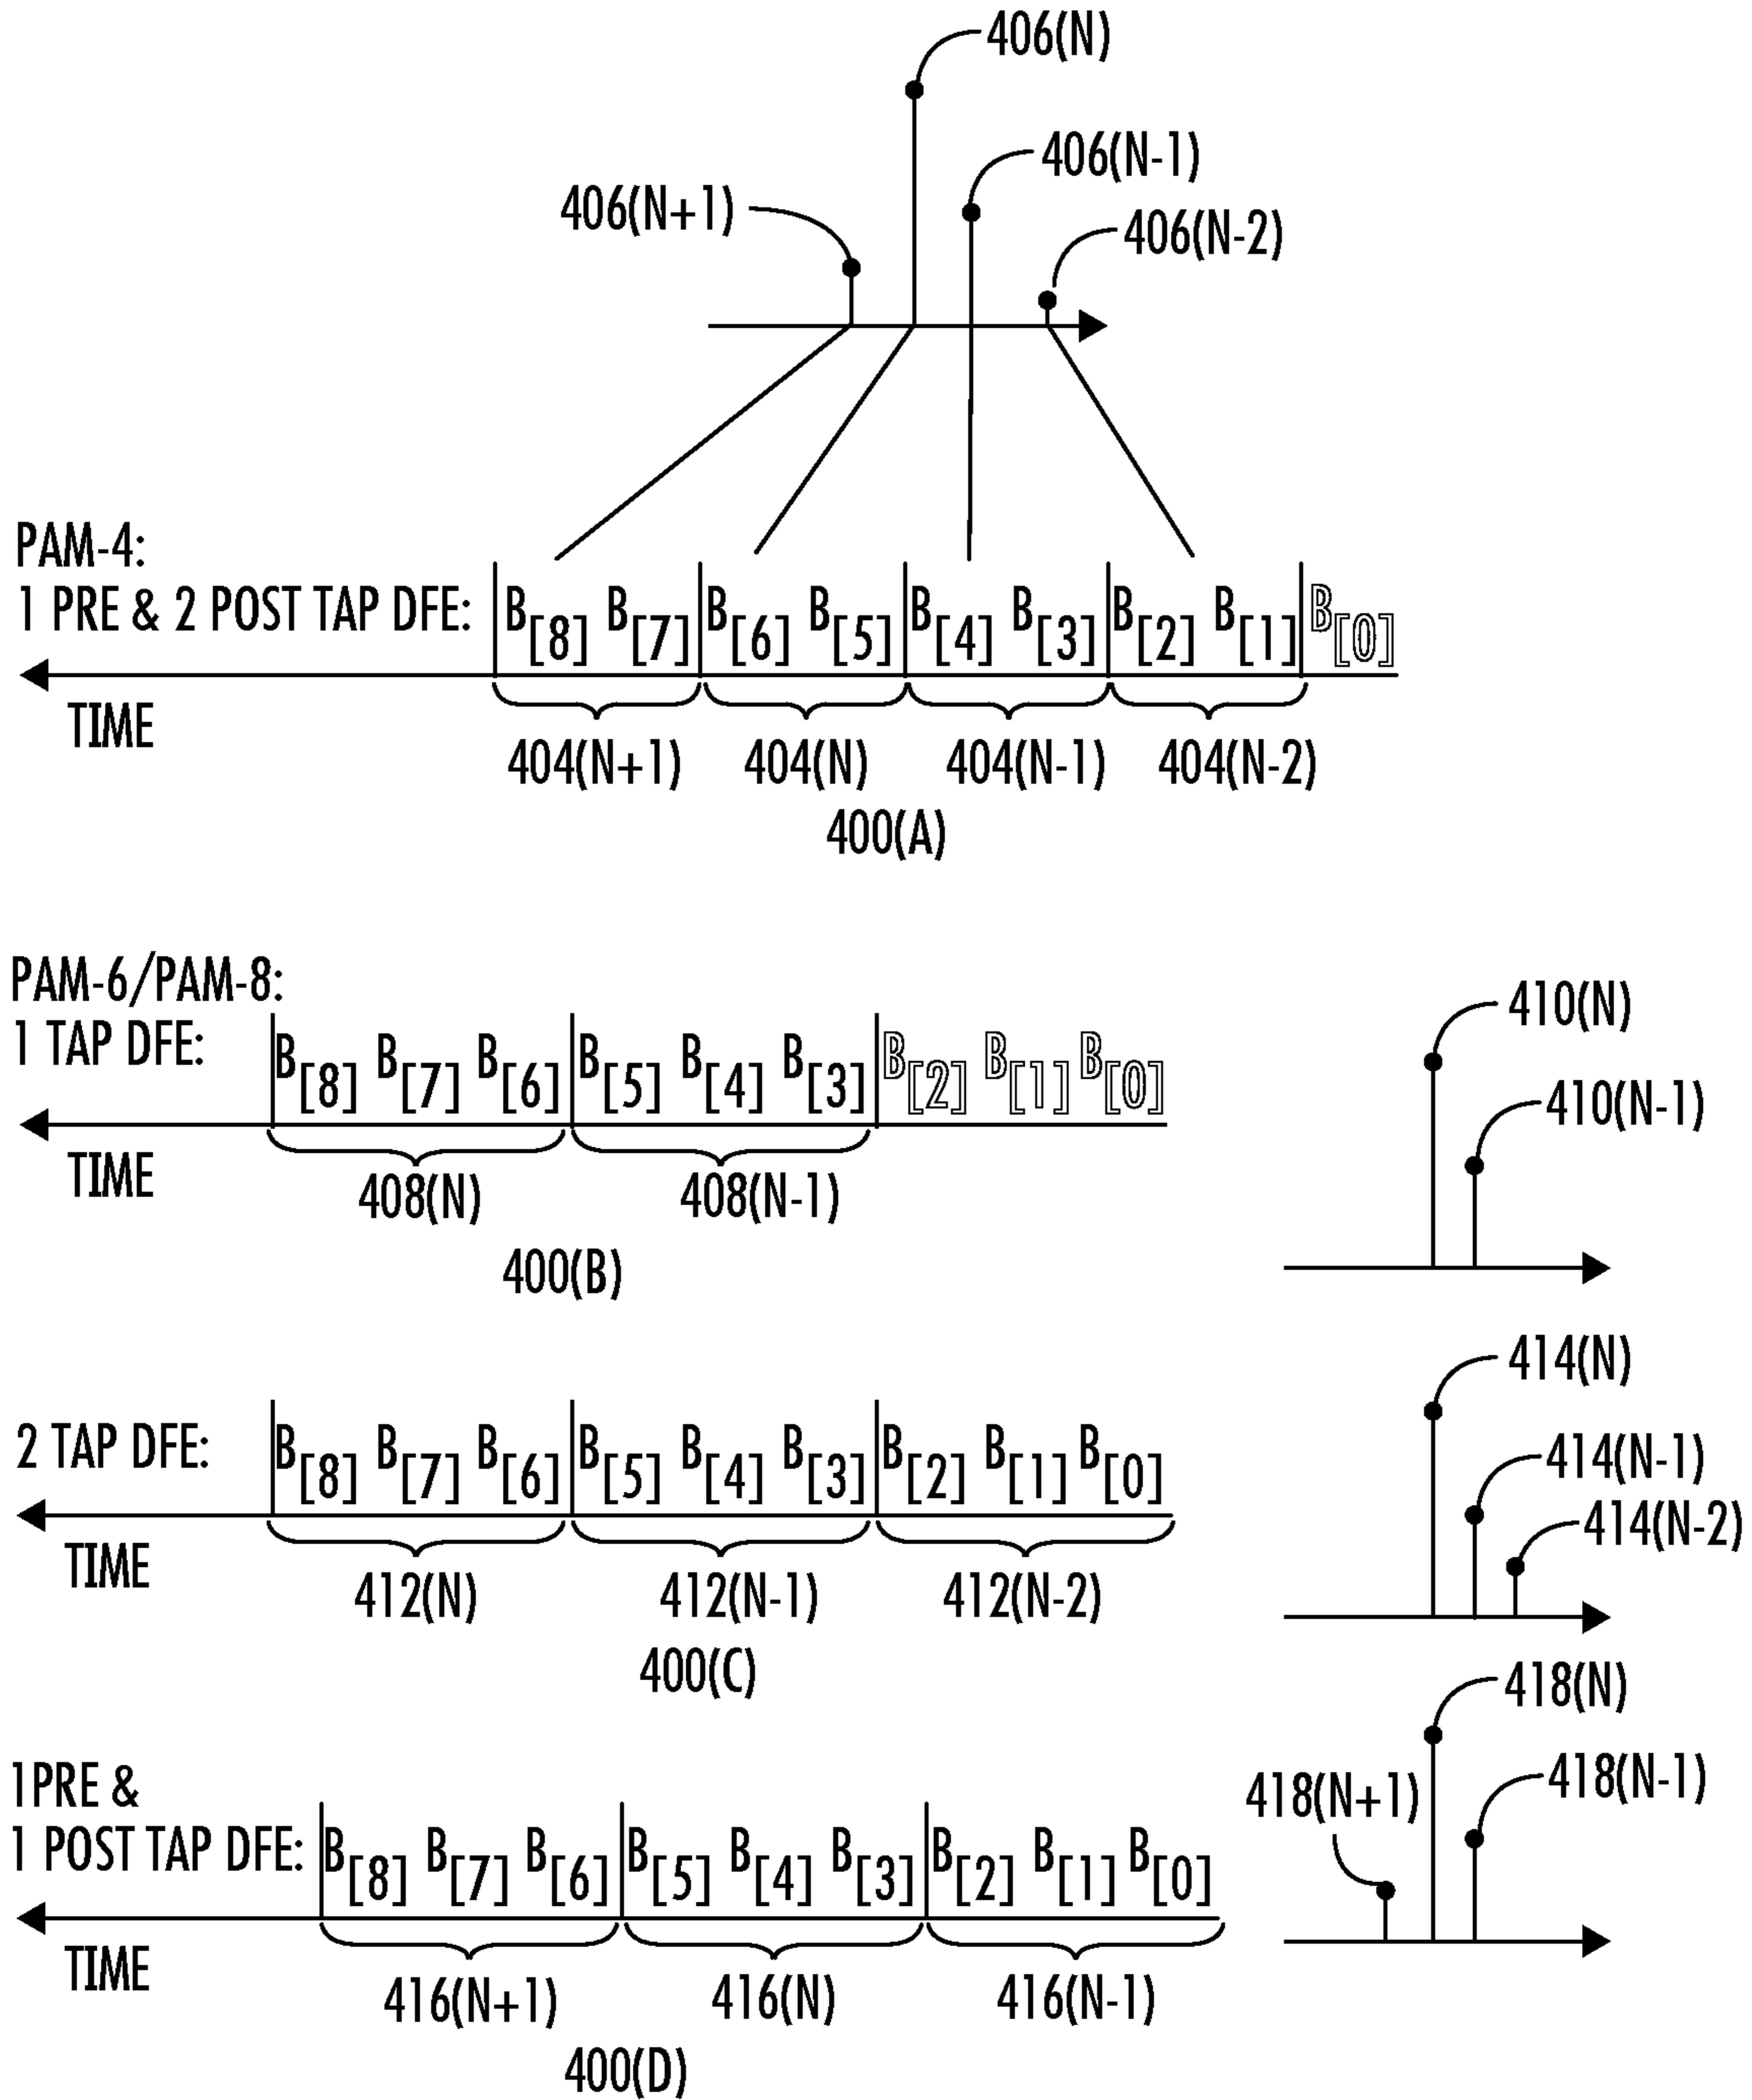 406(N)
406(N-1)
406(N+1)
406(N-2)
PAM-4:
1 PRE & 2 POST TAP DFE: B[8] B[7] B[6] B[5] B[4] B[3] B[2] B[1] B[0]
TIME
404(N+1) 404(N) 404(N-1) 404(N-2)
400(A)
PAM-6/PAM-8:
1 TAP DFE: B[8] B[7] B[6] B[5] B[4] B[3] B[2] B[1] B[0]
TIME
408(N) 408(N-1)
400(B)
410(N)
410(N-1)
2 TAP DFE: B[8] B[7] B[6] B[5] B[4] B[3] B[2] B[1] B[0]
TIME
412(N) 412(N-1) 412(N-2)
400(C)
414(N)
414(N-1)
414(N-2)
1PRE &
1 POST TAP DFE: B[8] B[7] B[6] B[5] B[4] B[3] B[2] B[1] B[0]
TIME
416(N+1) 416(N) 416(N-1)
400(D)
418(N)
418(N+1)
418(N-1)